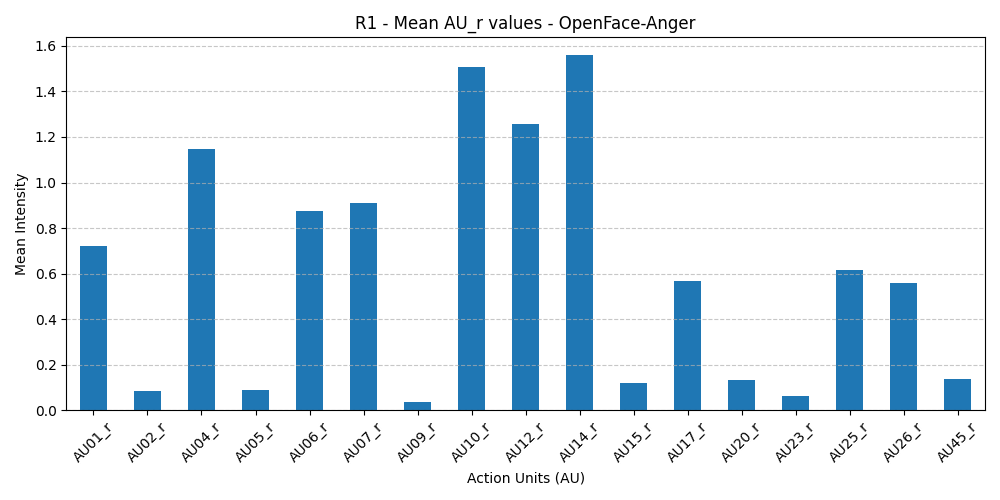 R1 - Mean AU_r values - OpenFace-Anger
Mean Intensity
1.6
1.4
1.2
1.0
0.8
0.6
0.4
0.2
0.0
AU01_r AU02_r AU04_r AU05_r AU06_r AU07_r AU09_r AU10_r AU12_r AU14_r AU15_r AU17_r AU20_r AU23_r AU25_r AU26_r AU45_r
Action Units (AU)